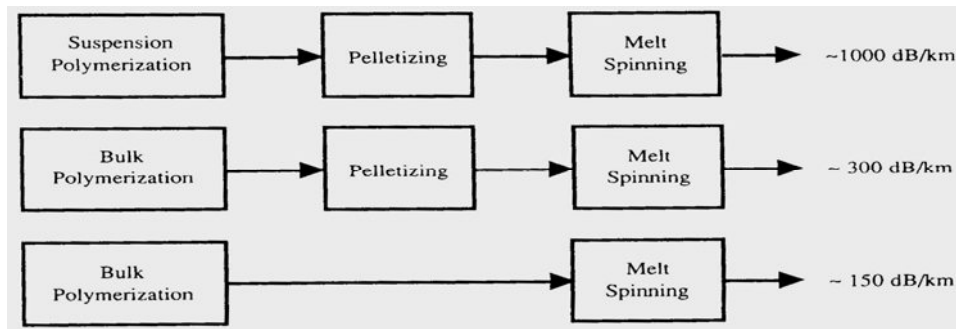 Suspension
Polymerization
Pelletizing
Melt
Spinning
~1000 dB/km
Bulk
Polymerization
Pelletizing
Melt
Spinning
~ 300 dB/km
Bulk
Polymerization
Melt
Spinning
~ 150 dB/km